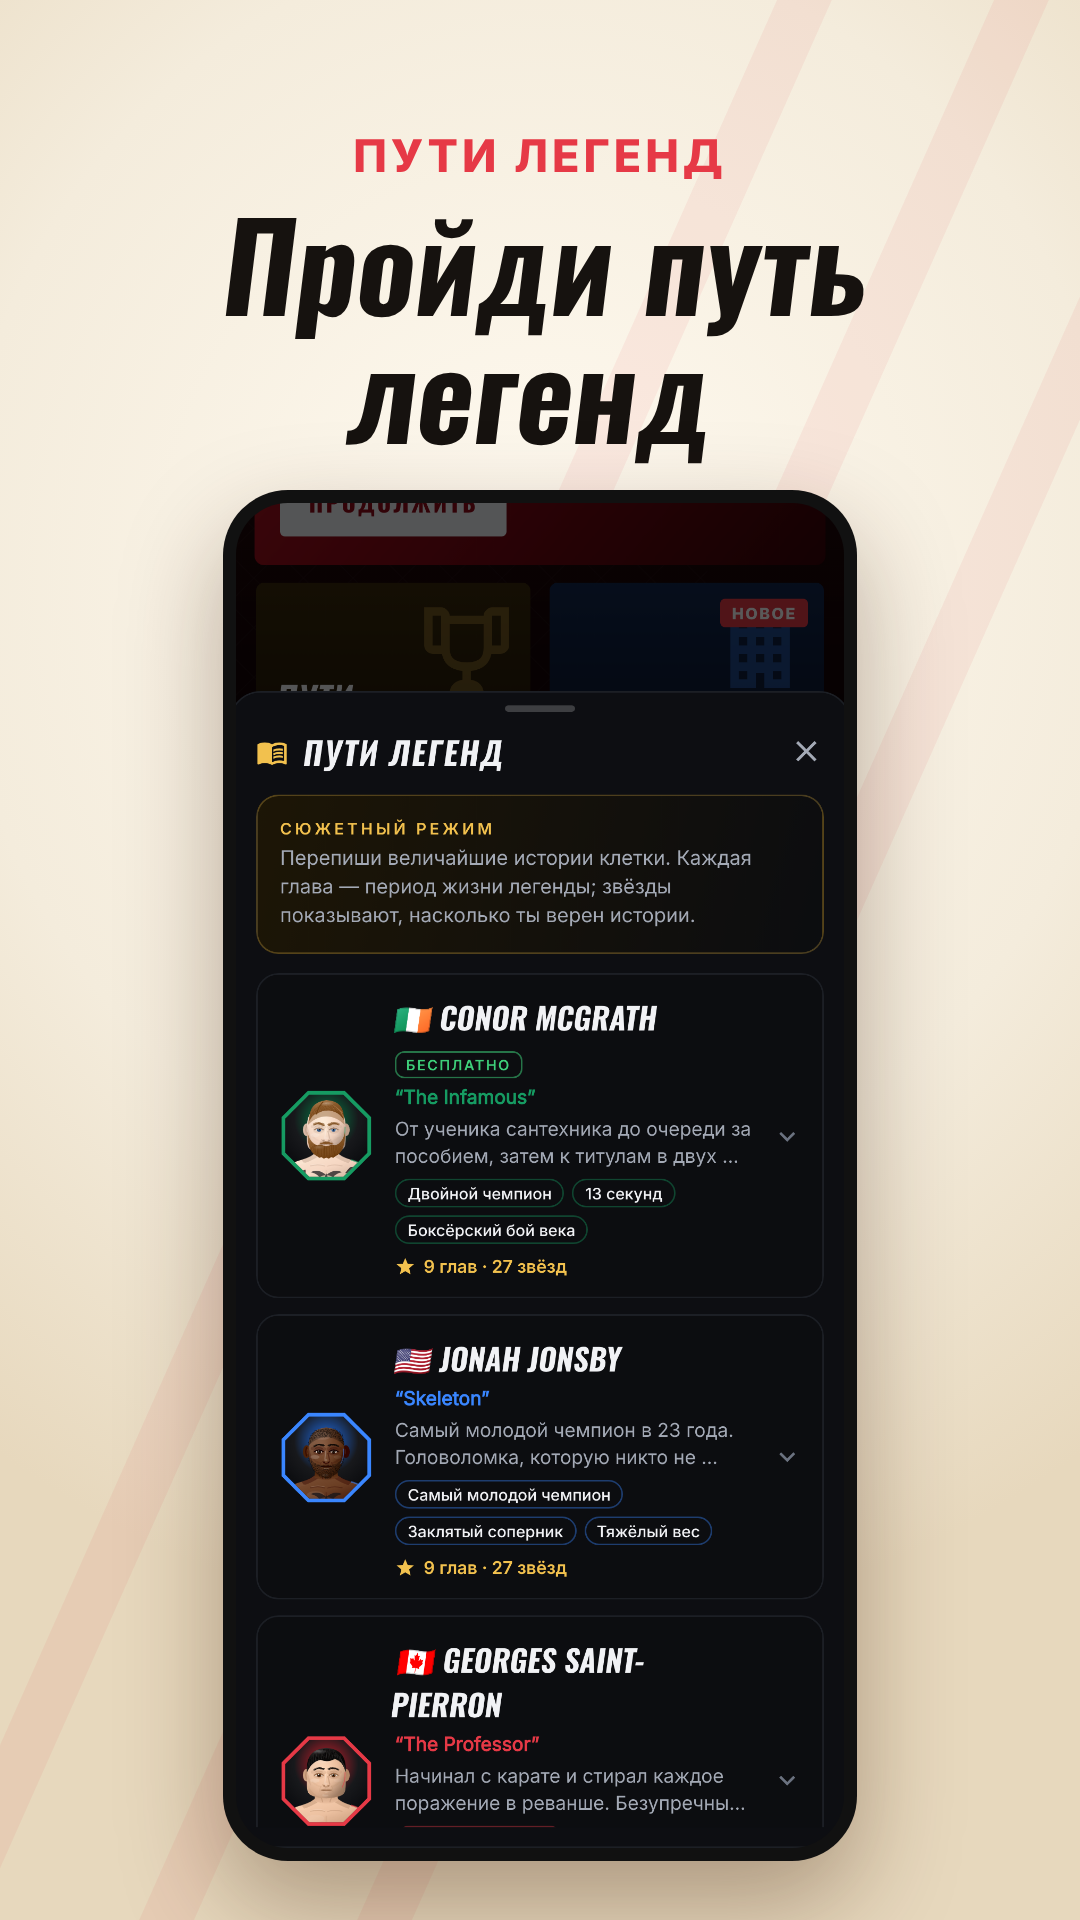 ПУТИ ЛЕГЕНД
Пройди путь
легенд
ПРОДОЛЖИТЬ
НОВОЕ
ПУТИ
ПУТИ ЛЕГЕНД
СЮЖЕТНЫЙ РЕЖИМ
Перепиши величайшие истории клетки. Каждая
глава — период жизни легенды; звёзды
показывают, насколько ты верен истории.
CONOR MCGRATH
БЕСПЛАТНО
“The Infamous”
От ученика сантехника до очереди за
пособием, затем к титулам в двух ...
Двойной чемпион
13 секунд
Боксёрский бой века
9 глав · 27 звёзд
JONAH JONSBY
“Skeleton”
Самый молодой чемпион в 23 года.
Головоломка, которую никто не ...
Самый молодой чемпион
Заклятый соперник
Тяжёлый вес
9 глав · 27 звёзд
GEORGES SAINT-
PIERRON
“The Professor”
Начинал с карате и стирал каждое
поражение в реванше. Безупречны...